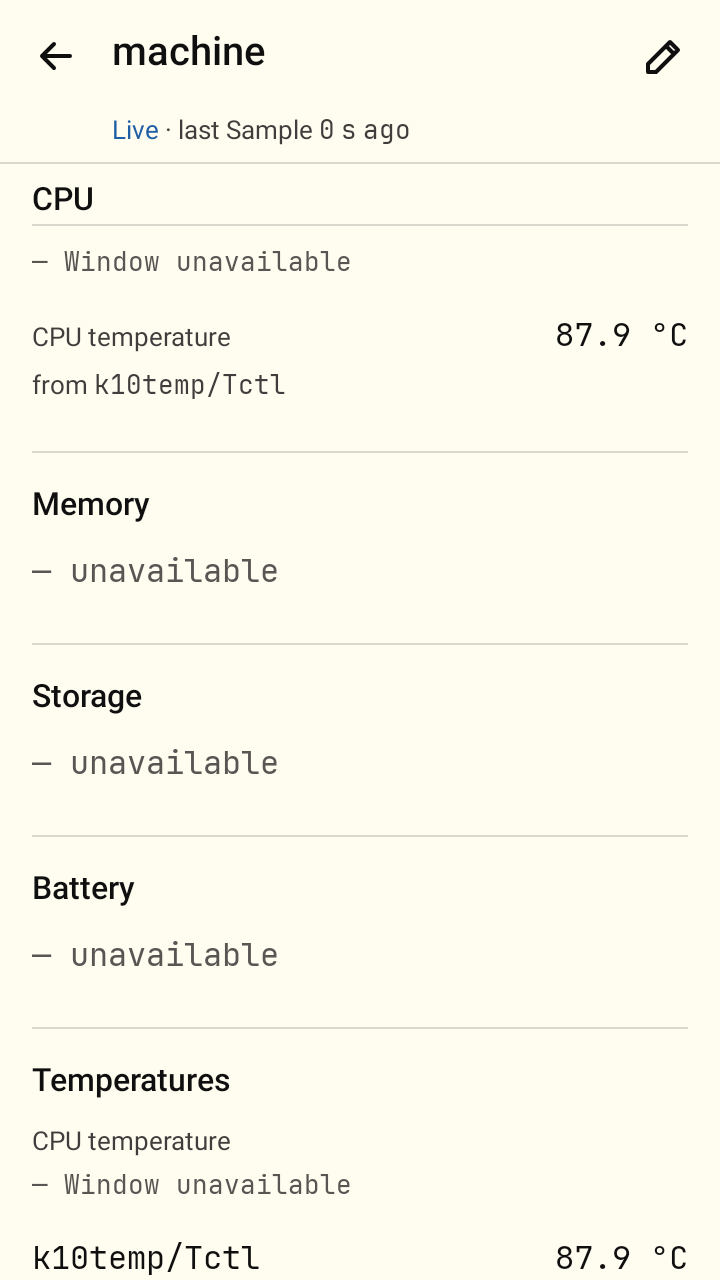 machine
Live · last Sample 0 s ago
CPU
— Window unavailable
CPU temperature 87.9 °C
from k10temp/Tctl
Memory
— unavailable
Storage
— unavailable
Battery
— unavailable
Temperatures
CPU temperature
— Window unavailable
k10temp/Tctl 87.9 °C